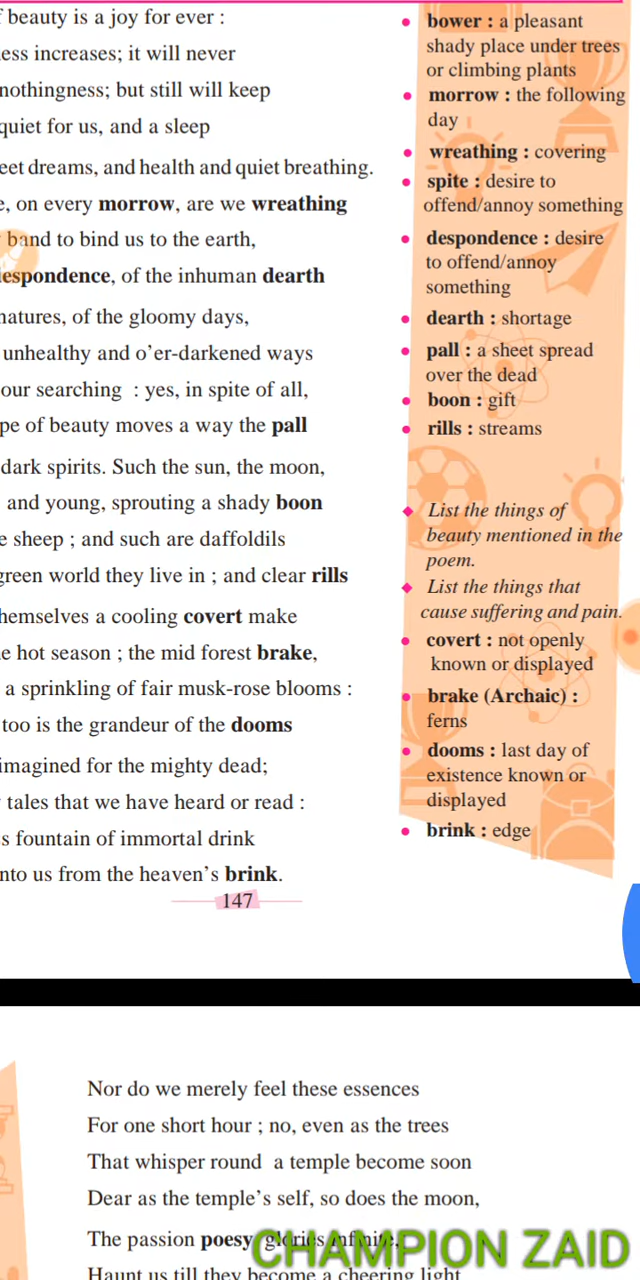 beauty is a joy for ever :
ess increases; it will never
nothingness; but still will keep
quiet for us, and a sleep
eet dreams, and health and quiet breathing.
e, on every morrow, are we wreathing
band to bind us to the earth,
espondence, of the inhuman dearth
natures, of the gloomy days,
unhealthy and o’er-darkened ways
our searching : yes, in spite of all,
pe of beauty moves a way the pall
dark spirits. Such the sun, the moon,
and young, sprouting a shady boon
e sheep ; and such are daffoldils
green world they live in ; and clear rills
hemselves a cooling covert make
e hot season ; the mid forest brake,
a sprinkling of fair musk-rose blooms :
too is the grandeur of the dooms
imagined for the mighty dead;
tales that we have heard or read :
s fountain of immortal drink
nto us from the heaven’s brink.
147
• bower : a pleasant
shady place under trees
or climbing plants
• morrow : the following
day
• wreathing : covering
• spite : desire to
offend/annoy something
• despondence : desire
to offend/annoy
something
• dearth : shortage
• pall : a sheet spread
over the dead
• boon : gift
• rills : streams
◆ List the things of
beauty mentioned in the
poem.
◆ List the things that
cause suffering and pain.
• covert : not openly
known or displayed
• brake (Archaic) :
ferns
• dooms : last day of
existence known or
displayed
• brink : edge
Nor do we merely feel these essences
For one short hour ; no, even as the trees
That whisper round a temple become soon
Dear as the temple’s self, so does the moon,
The passion poesy, glories infinite,
Haunt us till they become a cheering light
CHAMPION ZAID